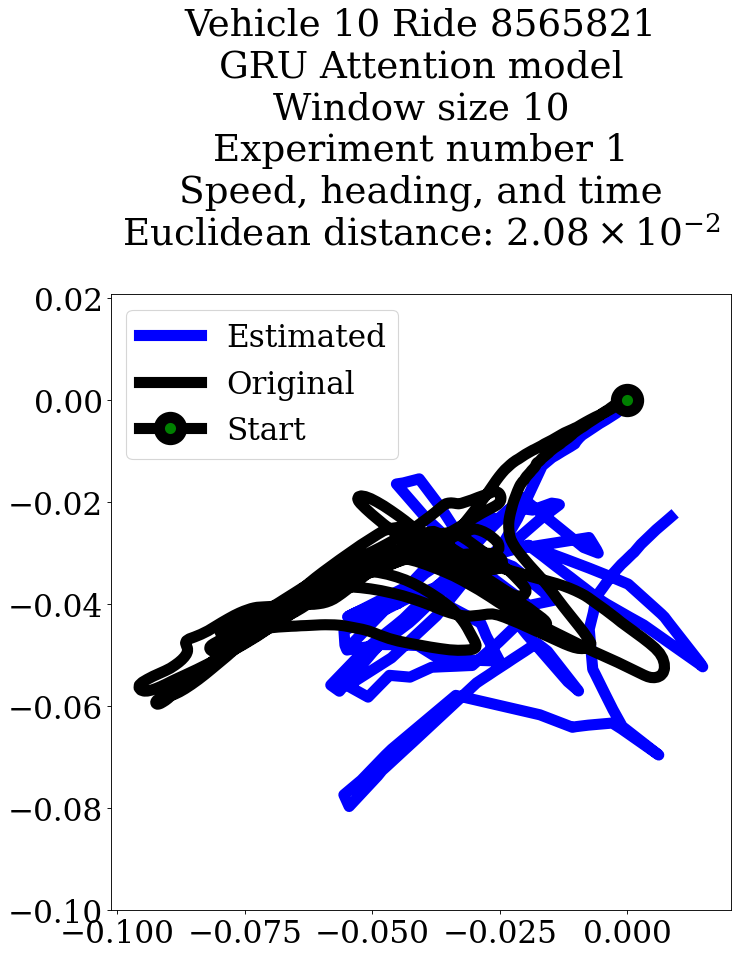 Vehicle 10 Ride 8565821
GRU Attention model
Window size 10
Experiment number 1
Speed, heading, and time
Euclidean distance: 2.08 × 10⁻²
0.02
0.00
−0.02
−0.04
−0.06
−0.08
−0.10
Estimated
Original
Start
−0.100 −0.075 −0.050 −0.025 0.000